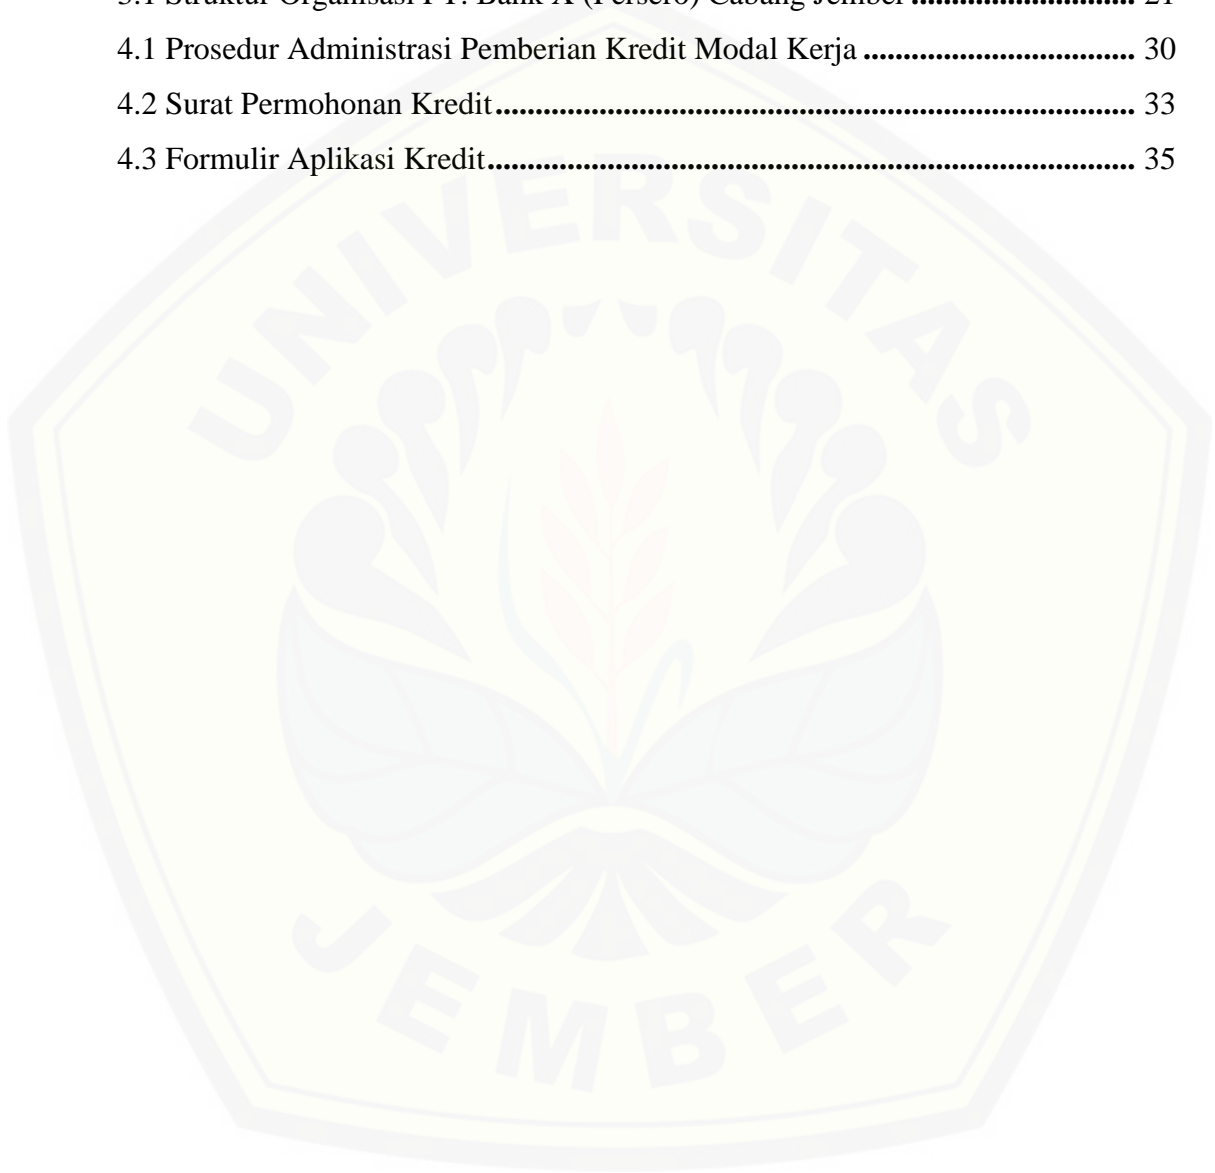 3.1 Struktur Organisasi PT. Bank X (Persero) Cabang Jember ............................ 21
4.1 Prosedur Administrasi Pemberian Kredit Modal Kerja .................................. 30
4.2 Surat Permohonan Kredit................................................................................ 33
4.3 Formulir Aplikasi Kredit................................................................................. 35
UNIVERSITAS
JEMBER